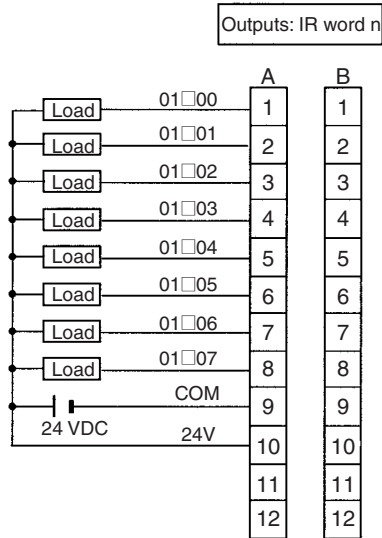 Outputs: IR word n
A B
Load 01□00 1 1
Load 01□01 2 2
Load 01□02 3 3
Load 01□03 4 4
Load 01□04 5 5
Load 01□05 6 6
Load 01□06 7 7
Load 01□07 8 8
COM 9 9
24 VDC 24V 10 10
11 11
12 12